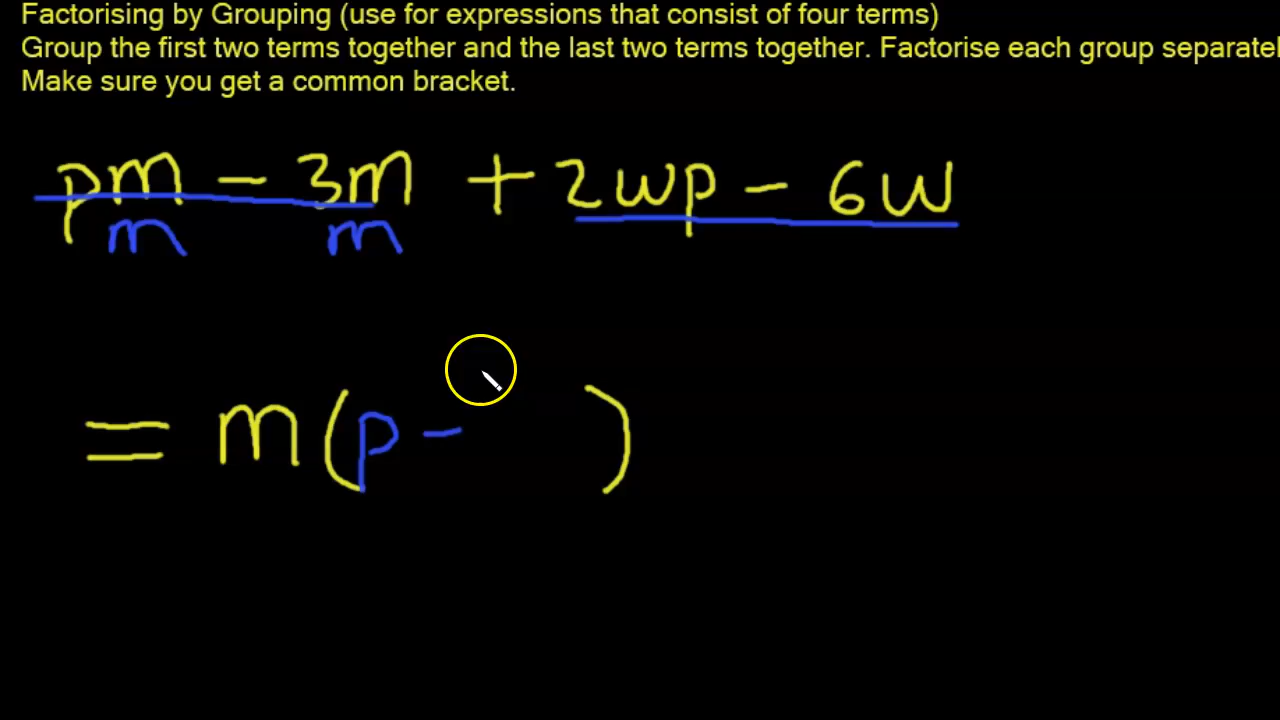 Factorising by Grouping (use for expressions that consist of four terms)
Group the first two terms together and the last two terms together. Factorise each group separatel
Make sure you get a common bracket.
pm - 3m + 2wp - 6w
m m
= m(p - )